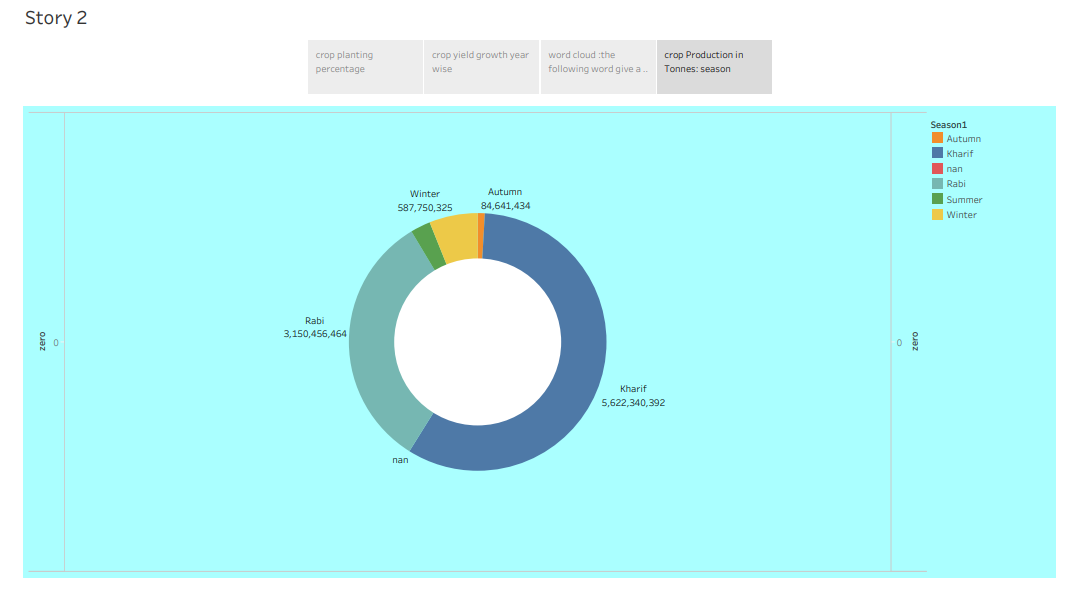 Story 2
crop planting
percentage
crop yield growth year
wise
word cloud :the
following word give a ..
crop Production in
Tonnes: season
Season1
Autumn
Kharif
nan
Rabi
Summer
Winter
Winter
587,750,325
Autumn
84,641,434
Rabi
3,150,456,464
zero
0
0
zero
Kharif
5,622,340,392
nan